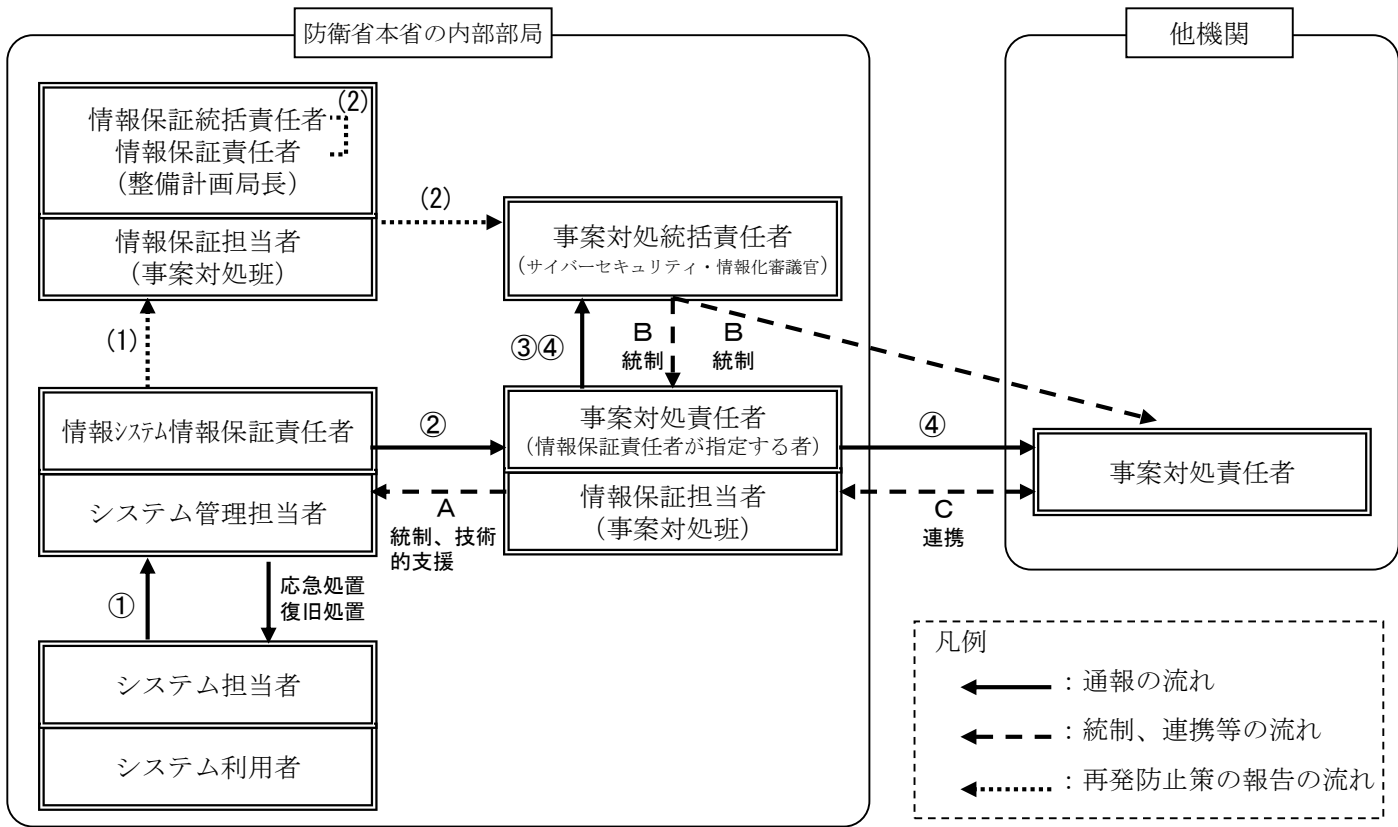 防衛省本省の内部部局
他機関
情報保証統括責任者
(2)
情報保証責任者
（整備計画局長）
情報保証担当者
（事案対処班）
(2)
事案対処統括責任者
（サイバーセキュリティ・情報化審議官）
(1)
③④
B
統制
B
統制
情報システム情報保証責任者
システム管理担当者
②
事案対処責任者
（情報保証責任者が指定する者）
情報保証担当者
（事案対処班）
④
事案対処責任者
A
統制、技術
的支援
C
連携
①
応急処置
復旧処置
システム担当者
システム利用者
凡例
：通報の流れ
：統制、連携等の流れ
：再発防止策の報告の流れ